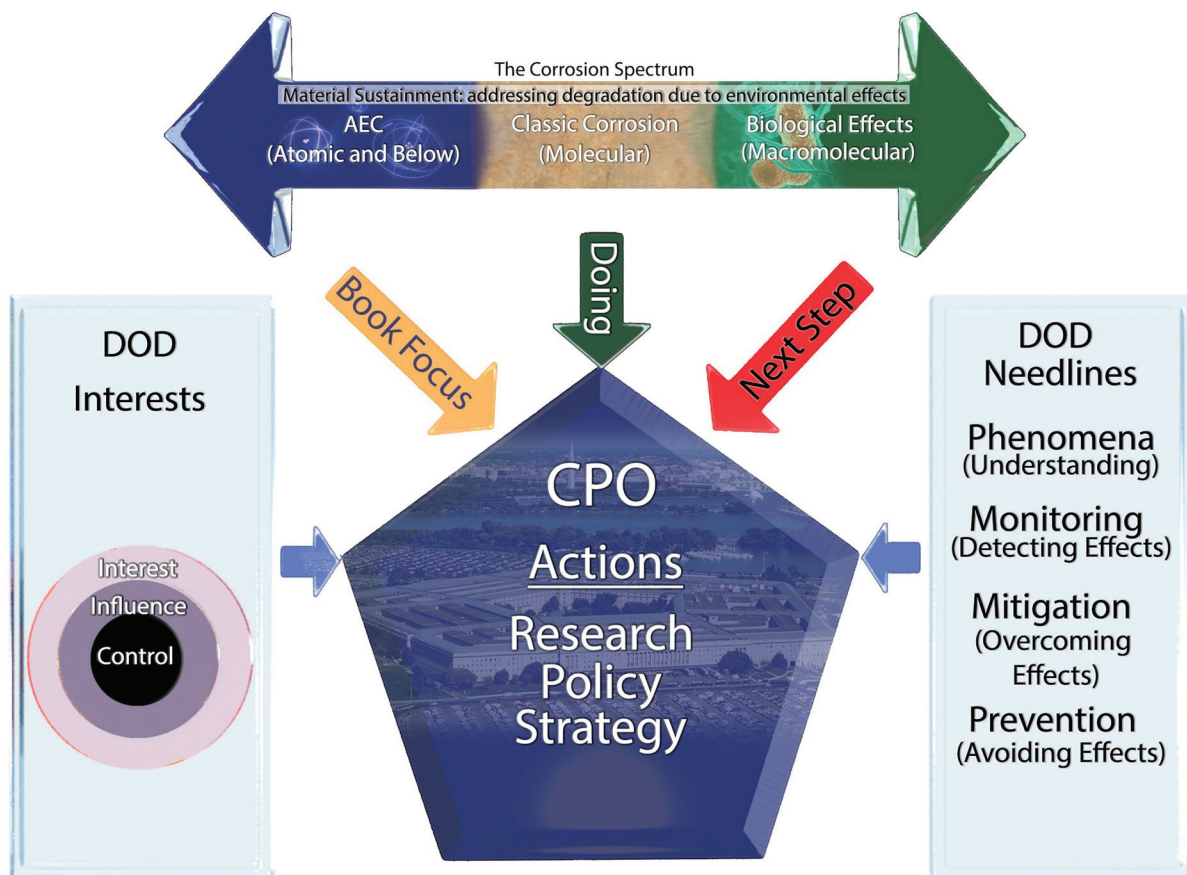 The Corrosion Spectrum
Material Sustainment: addressing degradation due to environmental effects
AEC
(Atomic and Below)
Classic Corrosion
(Molecular)
Biological Effects
(Macromolecular)
Book Focus
Doing
Next Step
DOD
Interests
Interest
Influence
Control
CPO
Actions
Research
Policy
Strategy
DOD
Needlines
Phenomena
(Understanding)
Monitoring
(Detecting Effects)
Mitigation
(Overcoming
Effects)
Prevention
(Avoiding Effects)